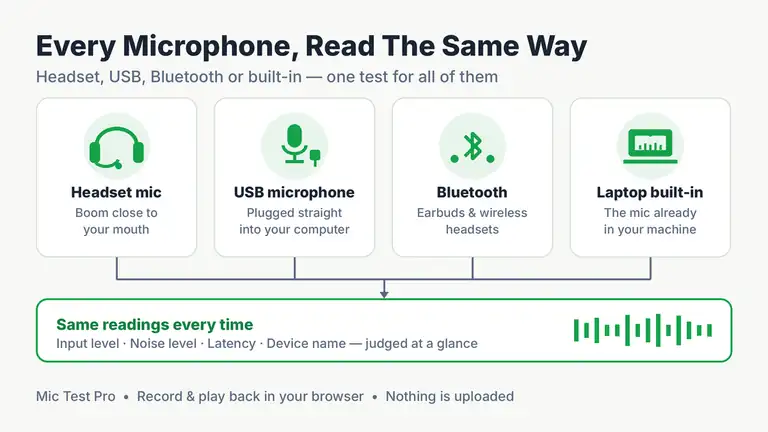 Every Microphone, Read The Same Way
Headset, USB, Bluetooth or built-in — one test for all of them
Headset mic
Boom close to
your mouth
USB microphone
Plugged straight
into your computer
Bluetooth
Earbuds & wireless
headsets
Laptop built-in
The mic already
in your machine
Same readings every time
Input level · Noise level · Latency · Device name — judged at a glance
Mic Test Pro • Record & play back in your browser • Nothing is uploaded